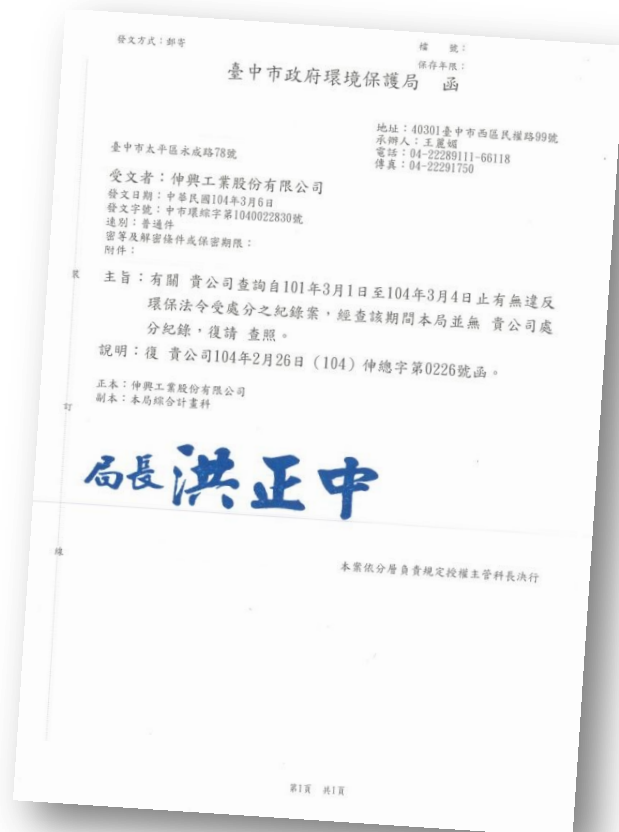 發文方式：郵寄
檔　　號：
保存年限：
臺中市政府環境保護局　函
地址：40301臺中市西區民權路99號
承辦人：王麗媚
電話：04-22289111-66118
傳真：04-22291750
臺中市太平區永成路78號
受文者：伸興工業股份有限公司
發文日期：中華民國104年3月6日
發文字號：中市環綜字第1040022830號
速別：普通件
密等及解密條件或保密期限：
附件：
主旨：有關 貴公司查詢自101年3月1日至104年3月4日止有無違反
環保法令受處分之紀錄案，經查該期間本局並無 貴公司處
分紀錄，復請 查照。
說明：復 貴公司104年2月26日（104）伸總字第0226號函。
正本：伸興工業股份有限公司
副本：本局綜合計畫科
裝
訂
線
局長 洪正中
本案依分層負責規定授權主管科長決行
第1頁　共1頁